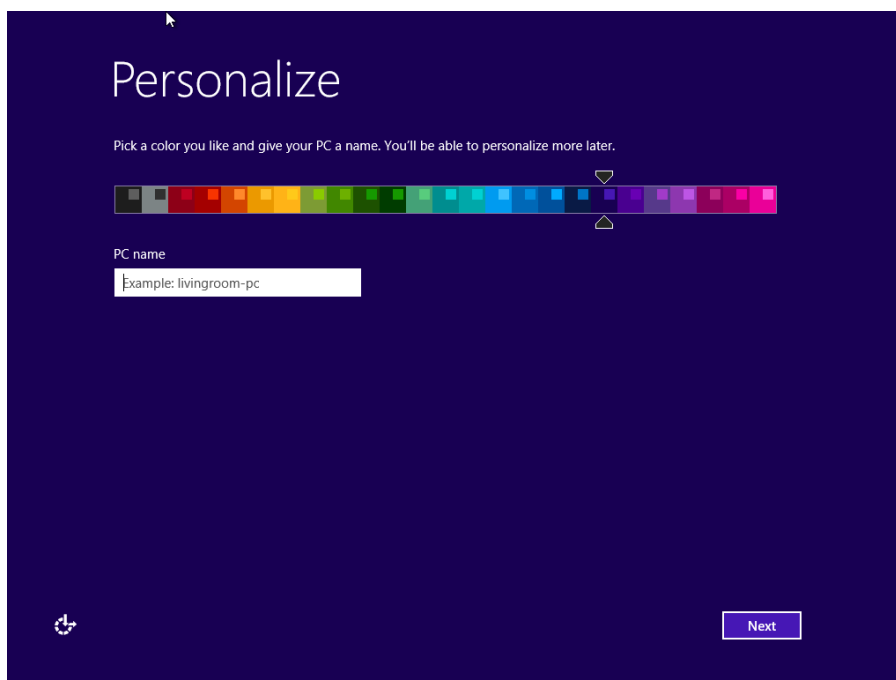 Personalize
Pick a color you like and give your PC a name. You'll be able to personalize more later.
PC name
Example: livingroom-pc
Next